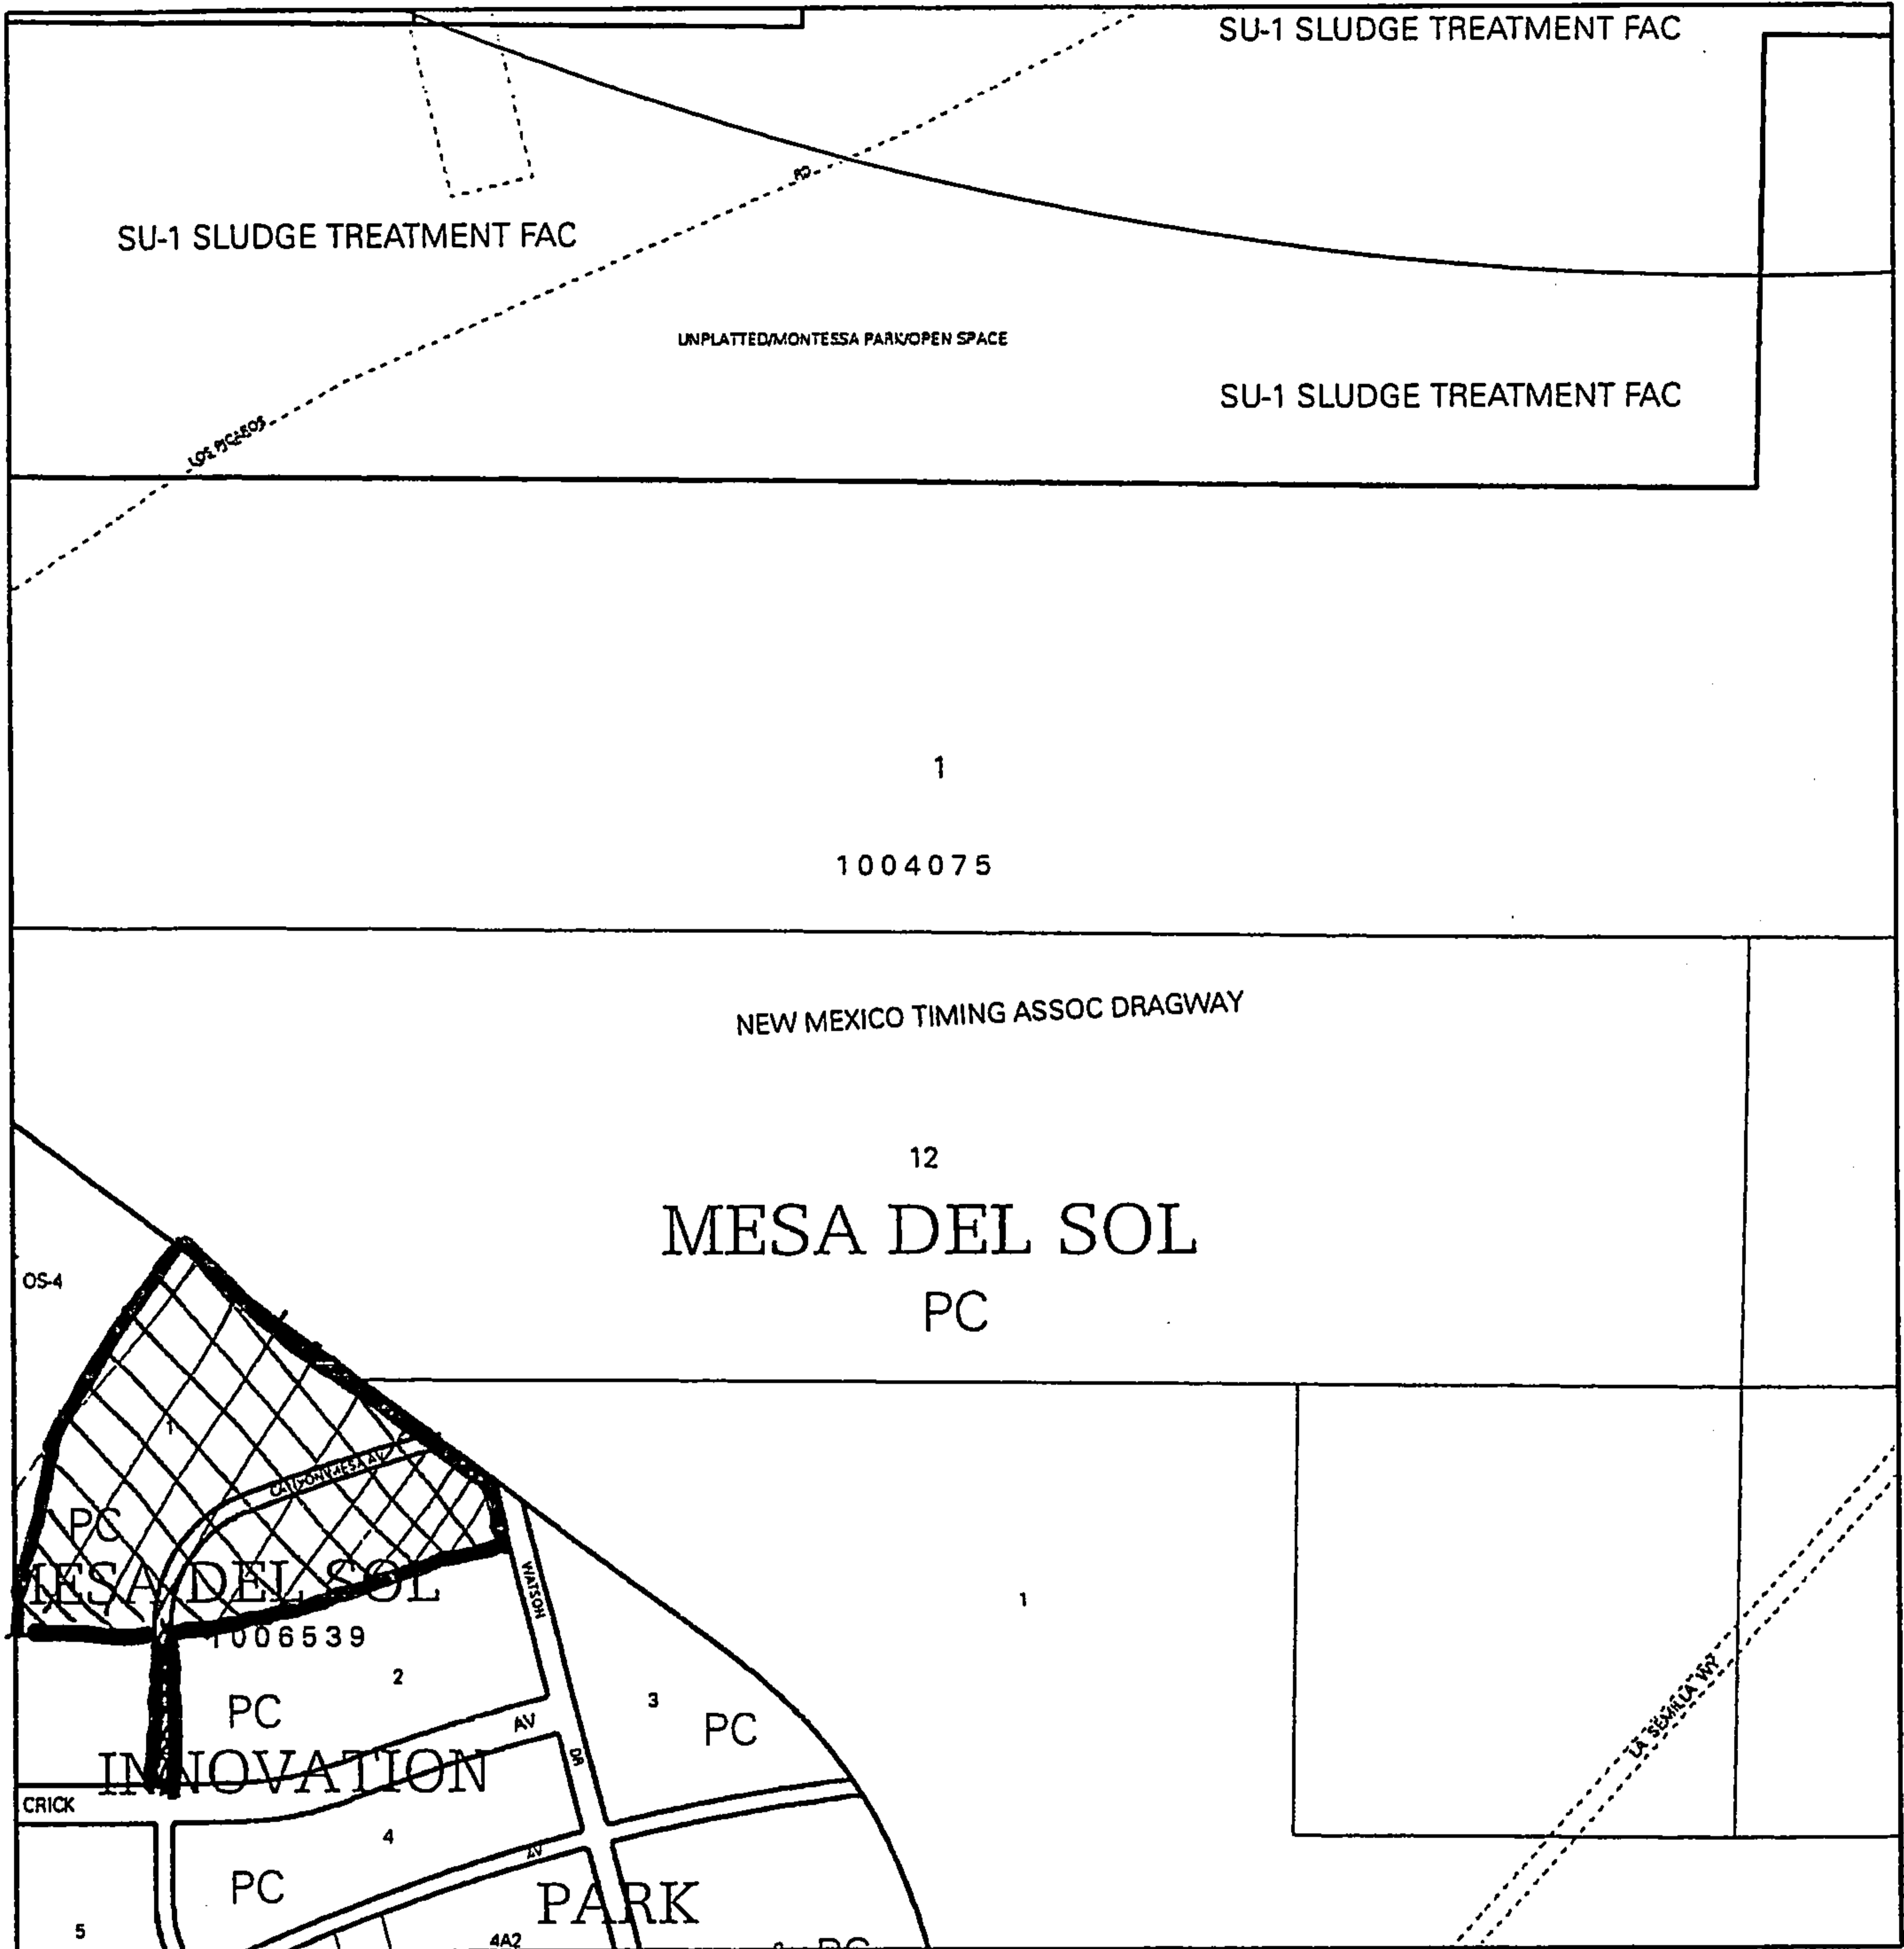 SU-1 SLUDGE TREATMENT FAC
RD
SU-1 SLUDGE TREATMENT FAC
UNPLATTED/MONTESSA PARK/OPEN SPACE
SU-1 SLUDGE TREATMENT FAC
LOS PICAROS
1
1004075
NEW MEXICO TIMING ASSOC DRAGWAY
12
MESA DEL SOL
PC
OS-4
1
PC
MESA DEL SOL
WATSON
1
1006539
2
3
PC
PC
AV
LA SEMILLA WY
DR
INNOVATION
CRICK
4
AV
PC
PARK
5
4A2
PC